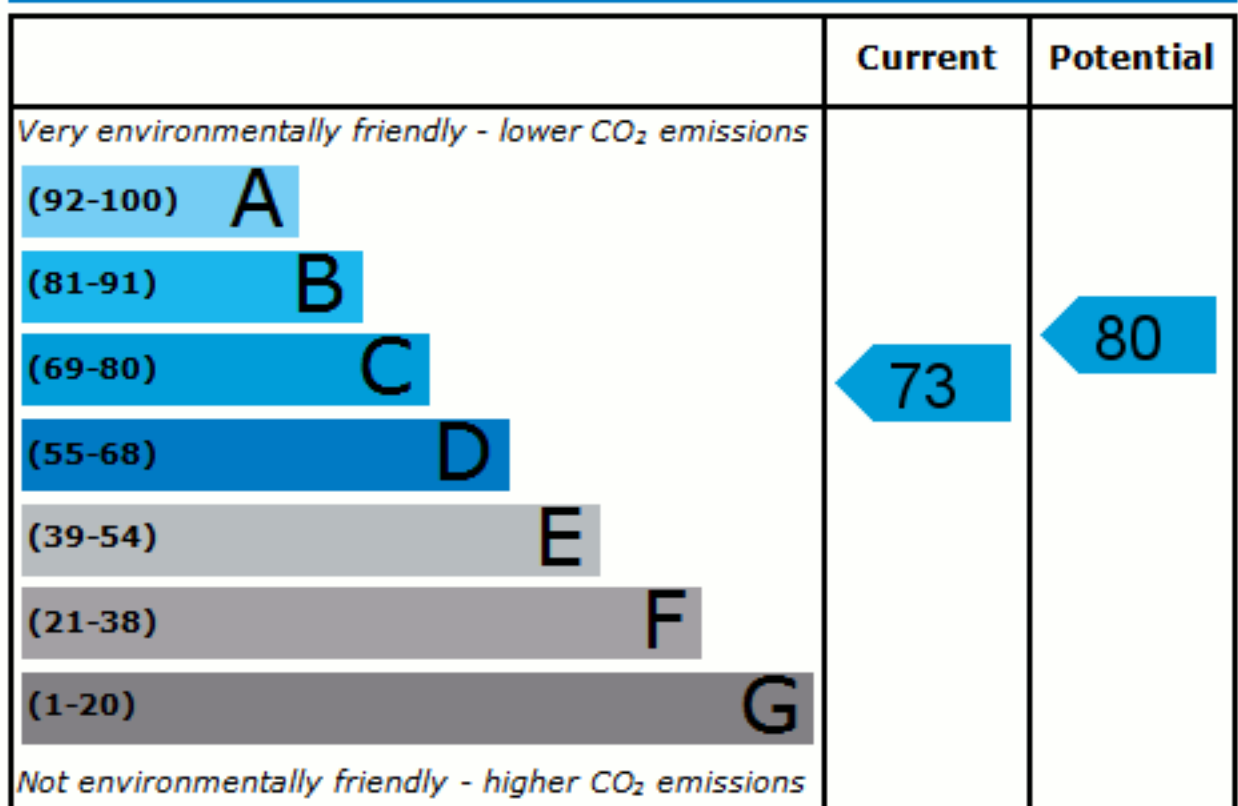 Current Potential
Very environmentally friendly - lower CO₂ emissions
(92-100) A
(81-91) B
(69-80) C
(55-68) D
(39-54) E
(21-38) F
(1-20) G
Not environmentally friendly - higher CO₂ emissions
73
80